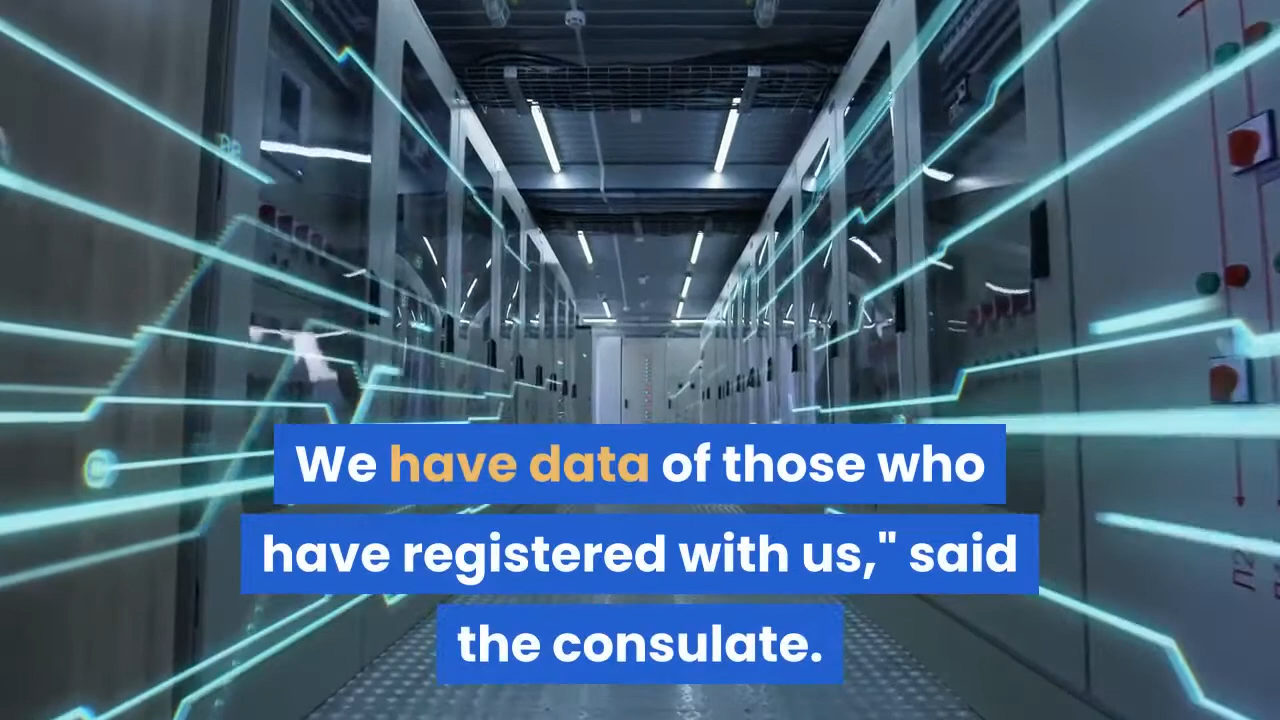 We have data of those who
have registered with us," said
the consulate.